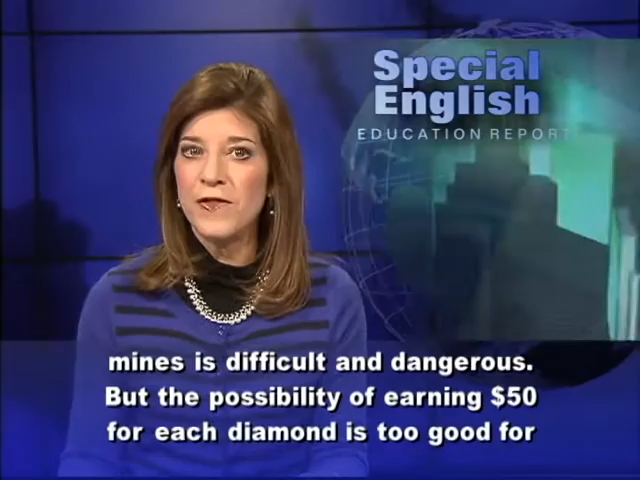 Special
English
EDUCATION REPORT
mines is difficult and dangerous.
But the possibility of earning $50
for each diamond is too good for